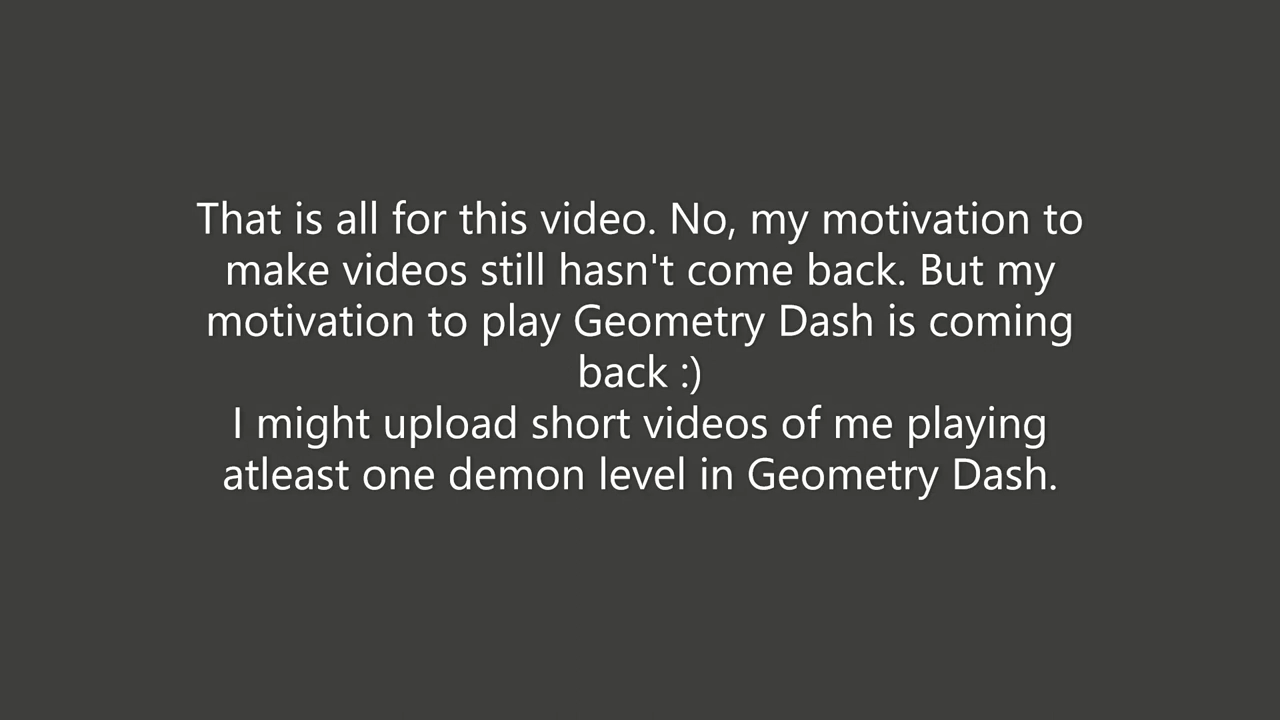 That is all for this video. No, my motivation to
make videos still hasn't come back. But my
motivation to play Geometry Dash is coming
back :)
I might upload short videos of me playing
atleast one demon level in Geometry Dash.